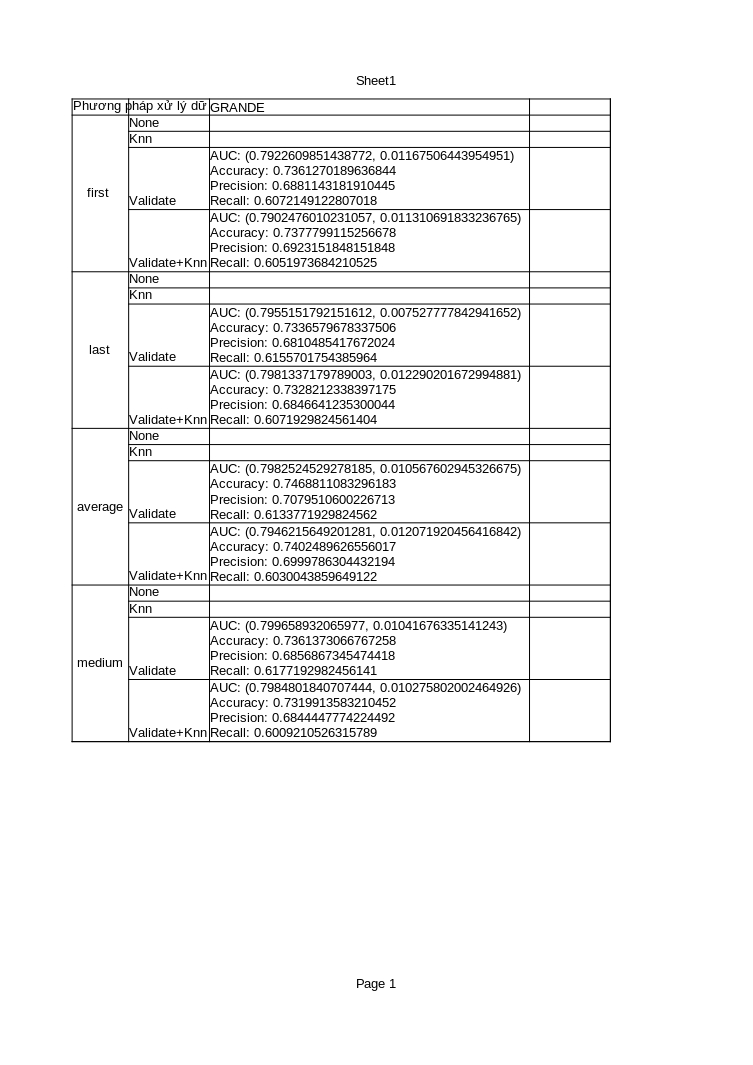 Sheet1
Phương pháp xử lý dữ GRANDE
first
None
Knn
Validate
AUC: (0.7922609851438772, 0.01167506443954951)
Accuracy: 0.7361270189636844
Precision: 0.6881143181910445
Recall: 0.6072149122807018
Validate+Knn
AUC: (0.7902476010231057, 0.011310691833236765)
Accuracy: 0.7377799115256678
Precision: 0.6923151848151848
Recall: 0.6051973684210525
last
None
Knn
Validate
AUC: (0.7955151792151612, 0.007527777842941652)
Accuracy: 0.7336579678337506
Precision: 0.6810485417672024
Recall: 0.6155701754385964
Validate+Knn
AUC: (0.7981337179789003, 0.012290201672994881)
Accuracy: 0.7328212338397175
Precision: 0.6846641235300044
Recall: 0.6071929824561404
average
None
Knn
Validate
AUC: (0.7982524529278185, 0.010567602945326675)
Accuracy: 0.7468811083296183
Precision: 0.7079510600226713
Recall: 0.6133771929824562
Validate+Knn
AUC: (0.7946215649201281, 0.012071920456416842)
Accuracy: 0.7402489626556017
Precision: 0.6999786304432194
Recall: 0.6030043859649122
medium
None
Knn
Validate
AUC: (0.799658932065977, 0.01041676335141243)
Accuracy: 0.7361373066767258
Precision: 0.6856867345474418
Recall: 0.6177192982456141
Validate+Knn
AUC: (0.7984801840707444, 0.010275802002464926)
Accuracy: 0.7319913583210452
Precision: 0.6844447774224492
Recall: 0.6009210526315789
Page 1